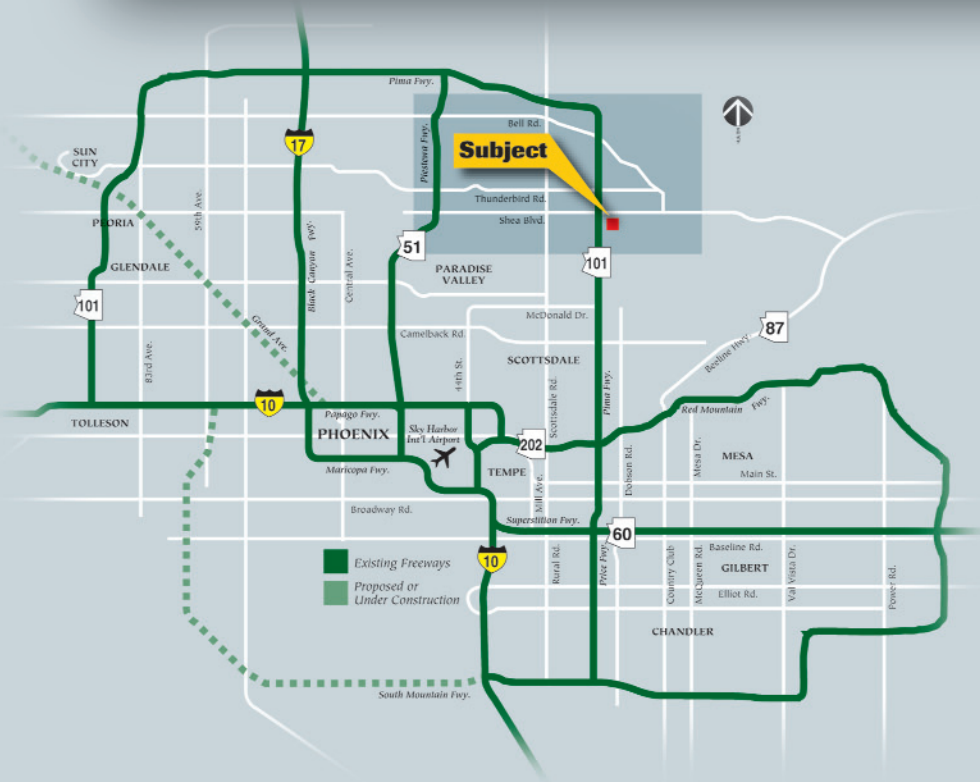 Pima Fwy.
Bell Rd.
Piestewa Fwy.
Subject
17
SUN
CITY
Thunderbird Rd.
59th Ave.
PEORIA
Shea Blvd.
51
Black Canyon Fwy.
Central Ave.
GLENDALE
PARADISE
VALLEY
101
101
McDonald Dr.
87
Grand Ave.
Camelback Rd.
Beeline Hwy.
83rd Ave.
44th St.
SCOTTSDALE
Scottsdale Rd.
Pima Fwy.
10
Papago Fwy.
Red Mountain Fwy.
TOLLESON
PHOENIX
Sky Harbor
Int'l Airport
202
Maricopa Fwy.
TEMPE
Dobson Rd.
Mesa Dr.
MESA
Main St.
Mill Ave.
Broadway Rd.
Superstition Fwy.
60
Existing Freeways
10
Rural Rd.
Price Fwy.
Baseline Rd.
GILBERT
Country Club
McQueen Rd.
Val Vista Dr.
Power Rd.
Proposed or
Under Construction
Elliot Rd.
CHANDLER
South Mountain Fwy.